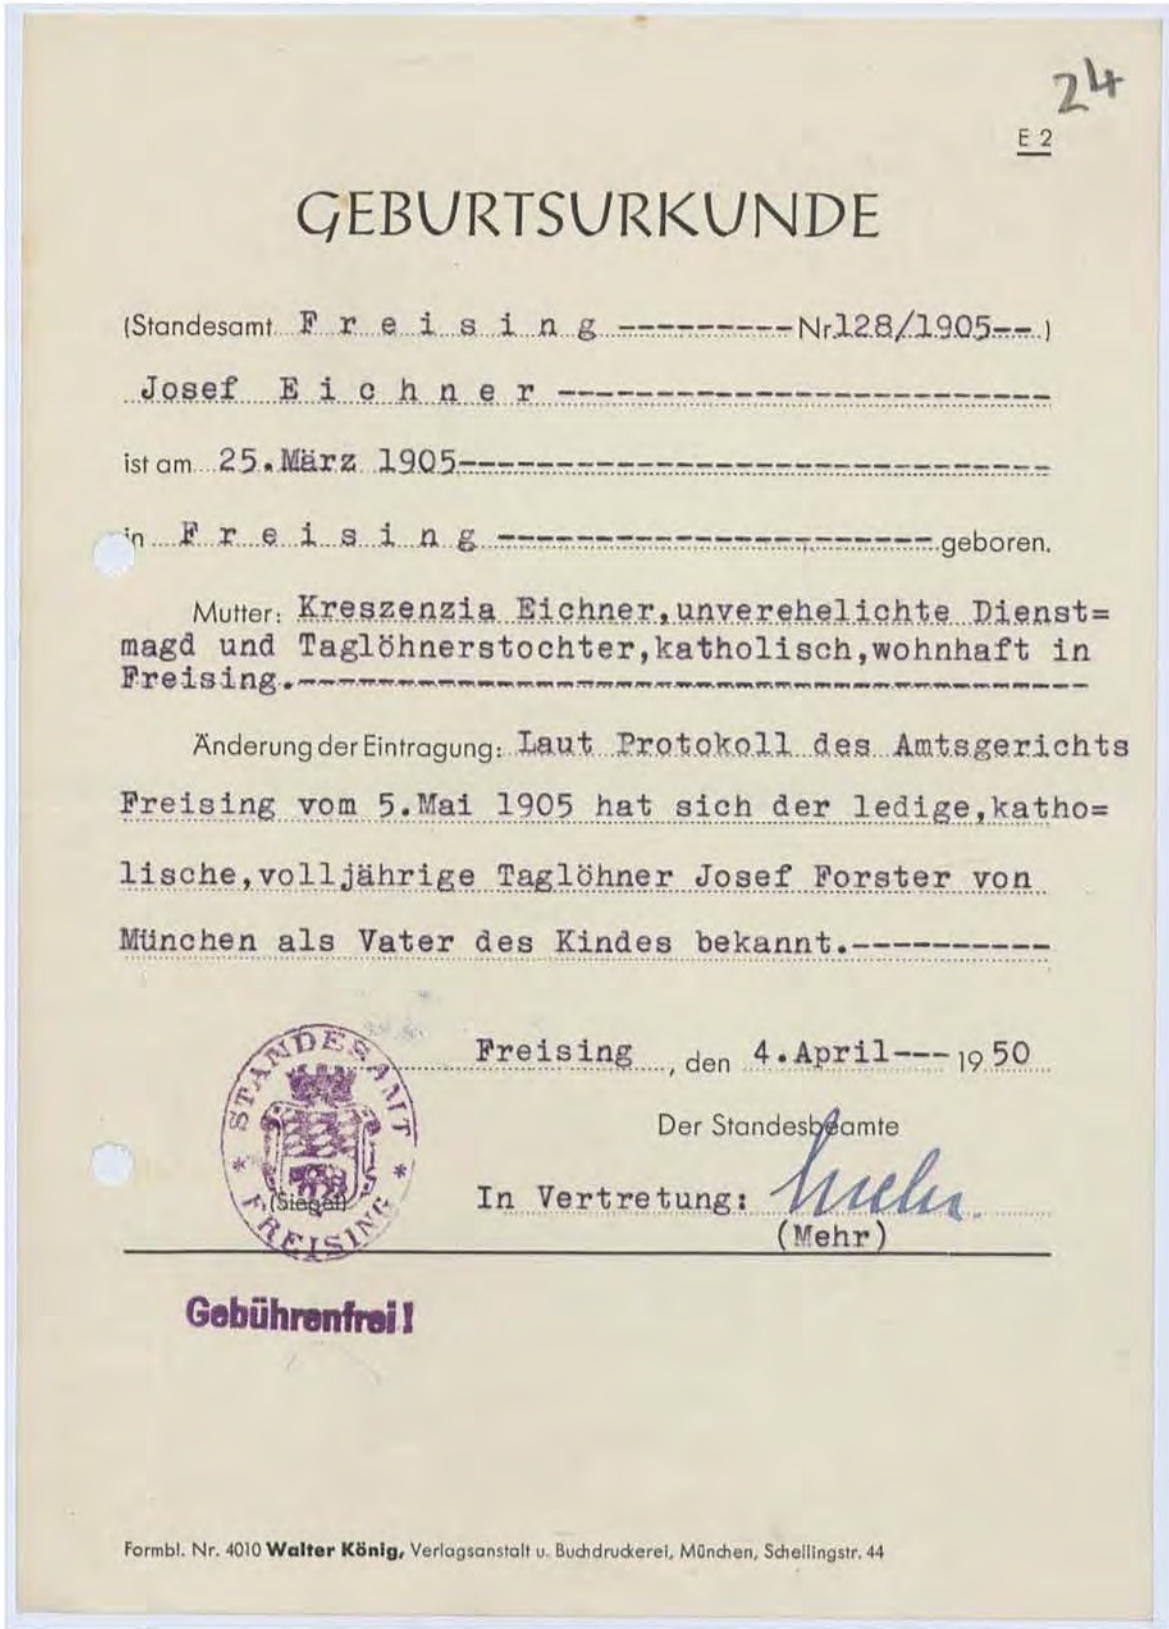 24
E 2
GEBURTSURKUNDE
(Standesamt F r e i s i n g --------- Nr.128/1905--)
Josef E i c h n e r -------------------------
ist am 25.März 1905------------------------------
in F r e i s i n g ---------------------- geboren.
Mutter: Kreszenzia Eichner,unverehelichte Dienst=
magd und Taglöhnerstochter,katholisch,wohnhaft in
Freising.----------------------------------------
Änderung der Eintragung: Laut Protokoll des Amtsgerichts
Freising vom 5.Mai 1905 hat sich der ledige,katho=
lische,volljährige Taglöhner Josef Forster von
München als Vater des Kindes bekannt.----------
Freising, den 4.April--- 1950
Der Standesbeamte
STANDESAMT
* FREISING *
(Siegel)
In Vertretung: Mehr
(Mehr)
Gebührenfrei!
Formbl. Nr. 4010 Walter König, Verlagsanstalt u. Buchdruckerei, München, Schellingstr. 44